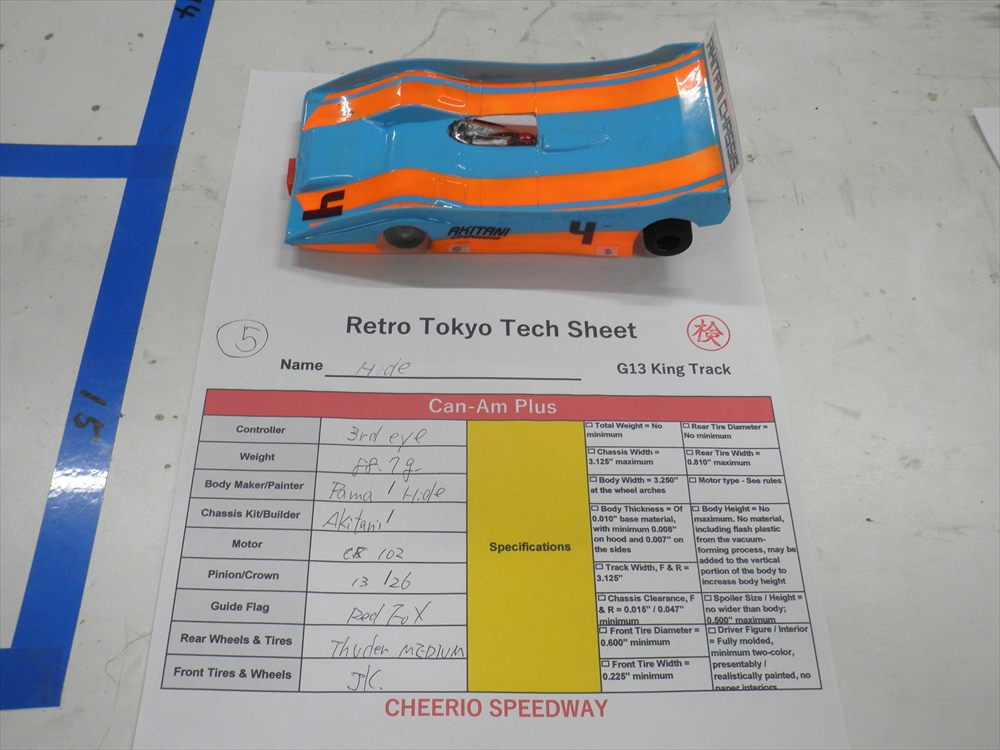 14
AKITANI CHASSIS
4
AKITANI
4
15
5
Retro Tokyo Tech Sheet
検
Name Hide
G13 King Track
Can-Am Plus
Controller 3rd eye
Weight 88.7g
Body Maker/Painter Pama / Hide
Chassis Kit/Builder Akitani /
Motor 102
Pinion/Crown 13 /26
Guide Flag Red Fox
Rear Wheels & Tires Thuder MEDIUM
Front Tires & Wheels J/C.
Specifications
Total Weight = No
minimum
Chassis Width =
3.125" maximum
Body Width = 3.250"
at the wheel arches
Body Thickness = Of
0.010" base material,
with minimum 0.008"
on hood and 0.007" on
the sides
Track Width, F & R =
3.125"
Chassis Clearance, F
& R = 0.015" / 0.047"
minimum
Front Tire Diameter =
0.600" minimum
Front Tire Width =
0.225" minimum
Rear Tire Diameter =
No minimum
Rear Tire Width =
0.810" maximum
Motor type - See rules
Body Height = No
maximum. No material,
including flash plastic
from the vacuum-
forming process, may be
added to the vertical
portion of the body to
increase body height
Spoiler Size / Height =
no wider than body;
0.500" maximum
Driver Figure / Interior
= Fully molded,
minimum two-color,
presentably /
realistically painted, no
paper interiors
CHEERIO SPEEDWAY